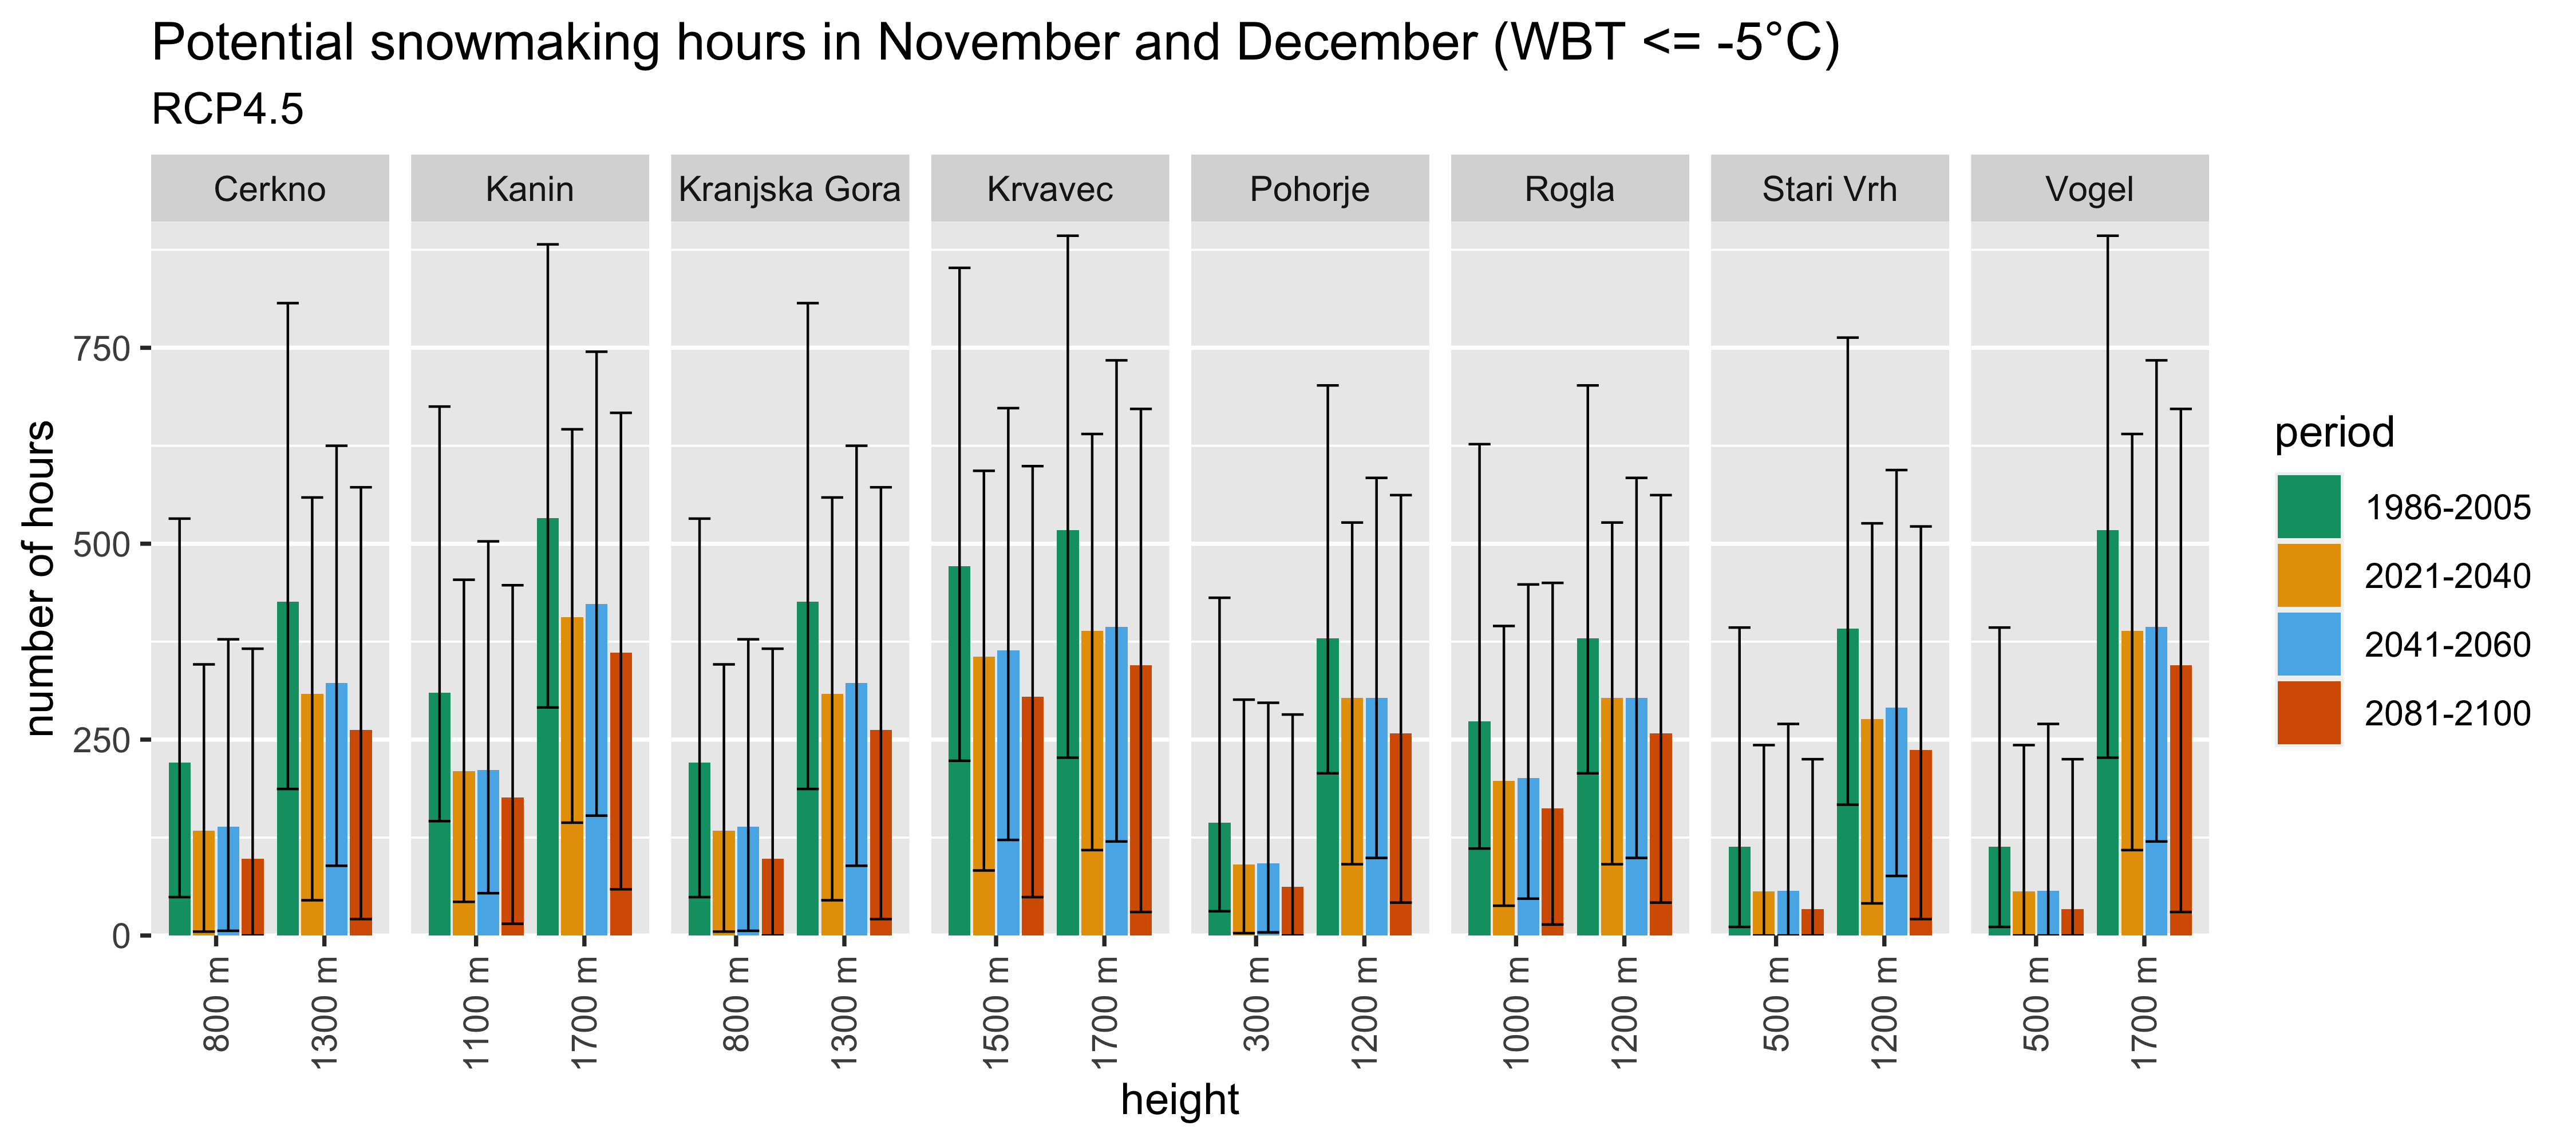 Potential snowmaking hours in November and December (WBT <= -5°C)
RCP4.5
Cerkno Kanin Kranjska Gora Krvavec Pohorje Rogla Stari Vrh Vogel
750
500
250
0
number of hours
800 m 1300 m 1100 m 1700 m 800 m 1300 m 1500 m 1700 m 300 m 1200 m 1000 m 1200 m 500 m 1200 m 500 m 1700 m
height
period
1986-2005
2021-2040
2041-2060
2081-2100